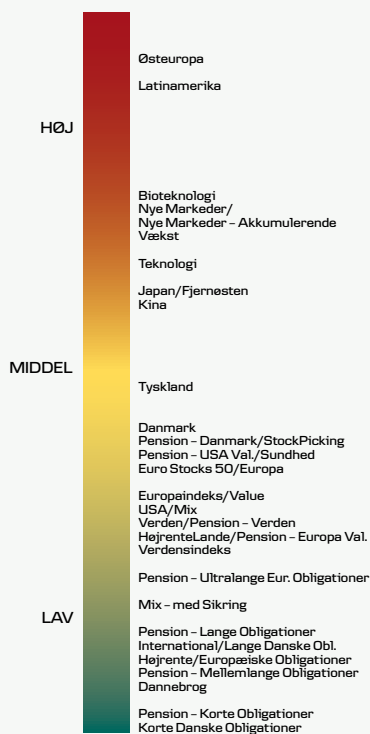 Østeuropa
Latinamerika
HØJ
Bioteknologi
Nye Markeder/
Nye Markeder – Akkumulerende
Vækst
Teknologi
Japan/Fjernøsten
Kina
MIDDEL
Tyskland
Danmark
Pension – Danmark/StockPicking
Pension – USA Val./Sundhed
Euro Stocks 50/Europa
Europaindeks/Value
USA/Mix
Verden/Pension – Verden
HøjrenteLande/Pension – Europa Val.
Verdensindeks
Pension – Ultralange Eur. Obligationer
Mix – med Sikring
LAV
Pension – Lange Obligationer
International/Lange Danske Obl.
Højrente/Europæiske Obligationer
Pension – Mellemlange Obligationer
Dannebrog
Pension – Korte Obligationer
Korte Danske Obligationer